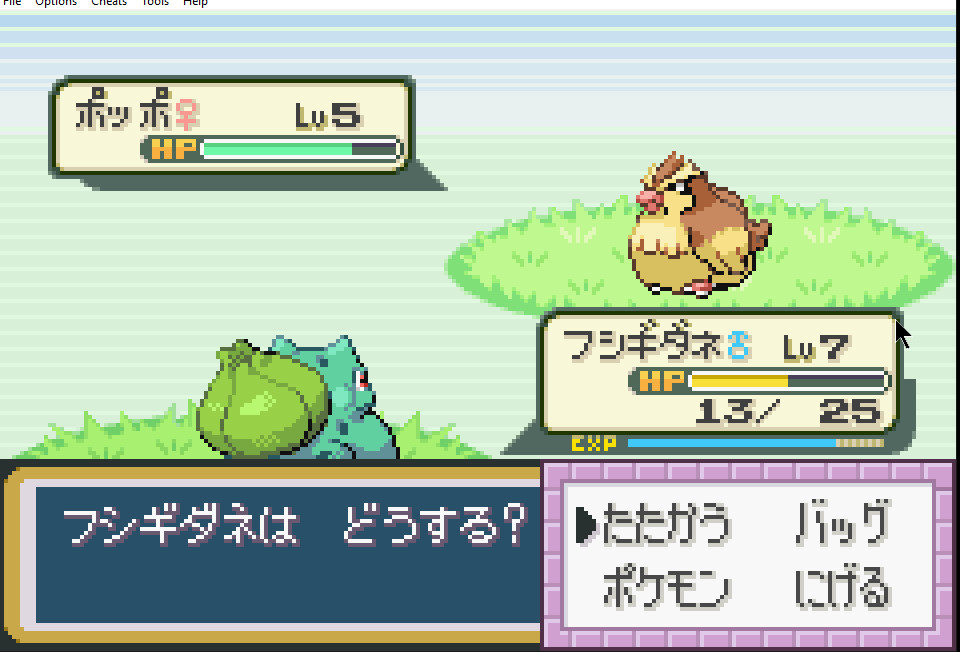 File Options Cheats Tools Help
ポッポ♀ Lv5
HP
フシギダネ♂ Lv7
HP
13/ 25
EXP
フシギダネは どうする?
たたかう バッグ
ポケモン にげる